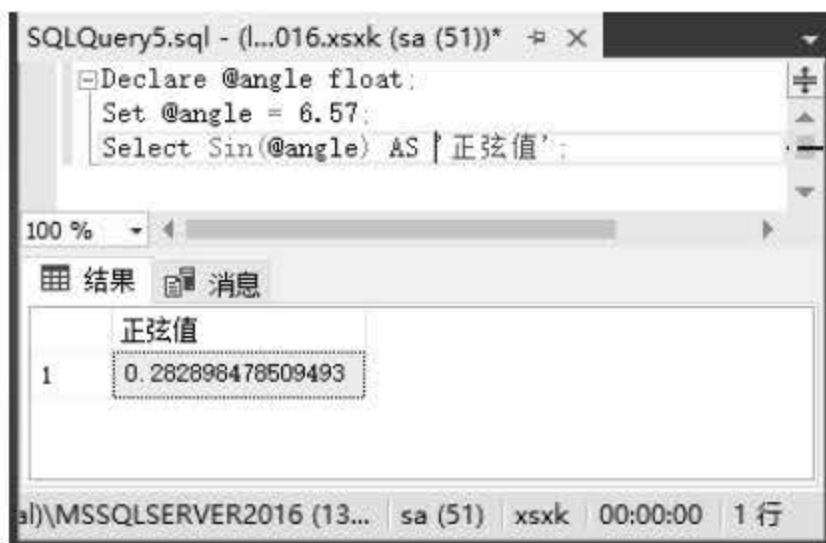 SQLQuery5.sql - (l...016.xsxk (sa (51))*
Declare @angle float;
Set @angle = 6.57;
Select Sin(@angle) AS '正弦值';
100 %
结果 消息
正弦值
1 0.282898478509493
al)\MSSQLSERVER2016 (13... sa (51) xsxk 00:00:00 1 行